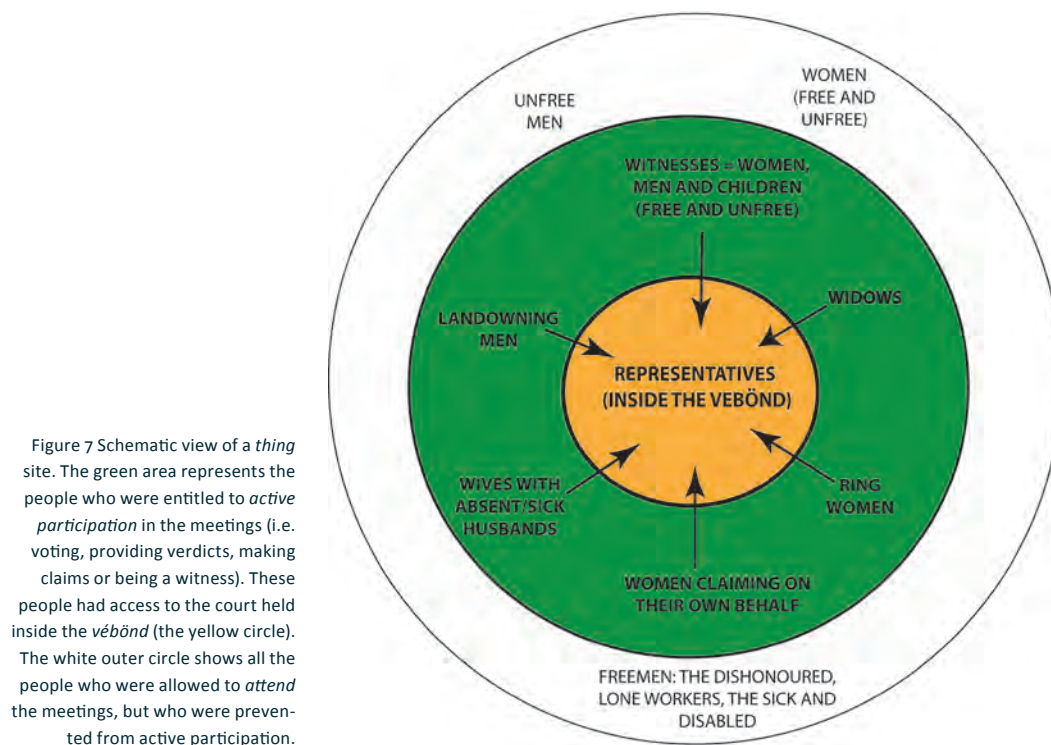 UNFREE
MEN
WOMEN
(FREE AND
UNFREE)
WITNESSES = WOMEN,
MEN AND CHILDREN
(FREE AND UNFREE)
LANDOWNING
MEN
WIDOWS
REPRESENTATIVES
(INSIDE THE VEBÖND)
WIVES WITH
ABSENT/SICK
HUSBANDS
RING
WOMEN
WOMEN CLAIMING ON
THEIR OWN BEHALF
FREEMEN: THE DISHONOURED,
LONE WORKERS, THE SICK AND
DISABLED
Figure 7 Schematic view of a thing
site. The green area represents the
people who were entitled to active
participation in the meetings (i.e.
voting, providing verdicts, making
claims or being a witness). These
people had access to the court held
inside the vébönd (the yellow circle).
The white outer circle shows all the
people who were allowed to attend
the meetings, but who were preven-
ted from active participation.